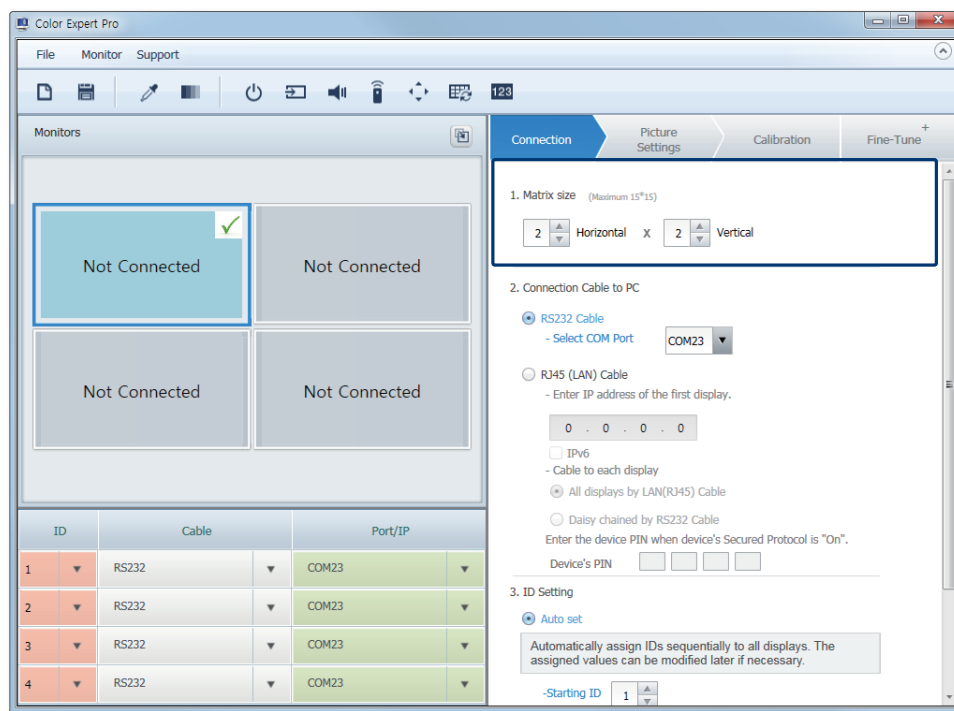 Color Expert Pro
File Monitor Support
123
Monitors
Not Connected
Not Connected
Not Connected
Not Connected
ID Cable Port/IP
1 RS232 COM23
2 RS232 COM23
3 RS232 COM23
4 RS232 COM23
Connection
Picture
Settings
Calibration
Fine-Tune +
1. Matrix size (Maximum 15*15)
2 Horizontal X 2 Vertical
2. Connection Cable to PC
RS232 Cable
- Select COM Port COM23
RJ45 (LAN) Cable
- Enter IP address of the first display.
0 . 0 . 0 . 0
IPv6
- Cable to each display
All displays by LAN(RJ45) Cable
Daisy chained by RS232 Cable
Enter the device PIN when device's Secured Protocol is "On".
Device's PIN
3. ID Setting
Auto set
Automatically assign IDs sequentially to all displays. The
assigned values can be modified later if necessary.
-Starting ID 1